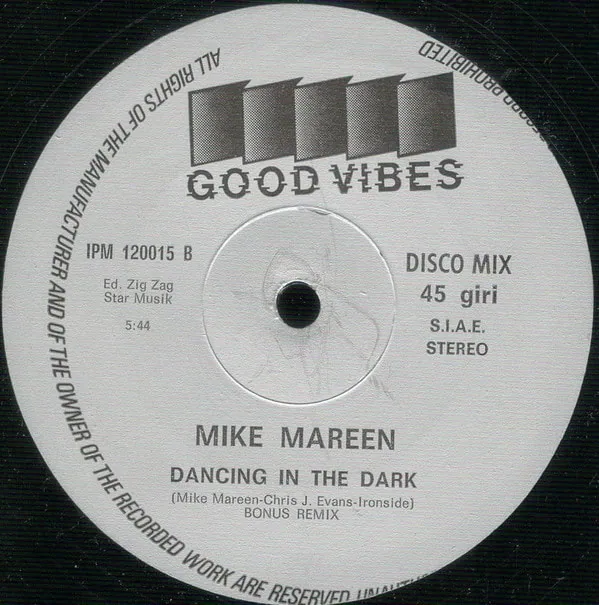 ALL RIGHTS OF THE MANUFACTURER AND OF THE OWNER OF THE RECORDED WORK ARE RESERVED
PROHIBITED
GOOD VIBES
IPM 120015 B
Ed. Zig Zag
Star Musik
5:44
DISCO MIX
45 giri
S.I.A.E.
STEREO
MIKE MAREEN
DANCING IN THE DARK
(Mike Mareen-Chris J. Evans-Ironside)
BONUS REMIX